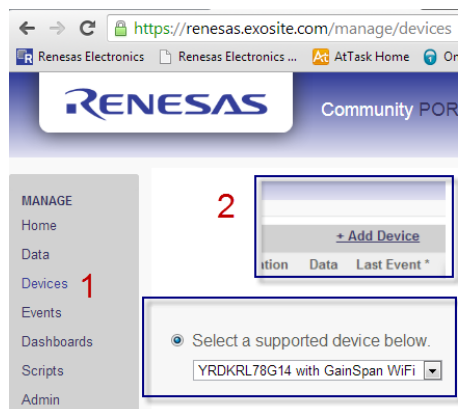 https://renesas.exosite.com/manage/devices
Renesas Electronics Renesas Electronics ... AtTask Home
RENESAS
Community POR
MANAGE
Home
Data
Devices 1
Events
Dashboards
Scripts
Admin
2
+ Add Device
Data Last Event *
Select a supported device below.
YRDKRL78G14 with GainSpan WiFi